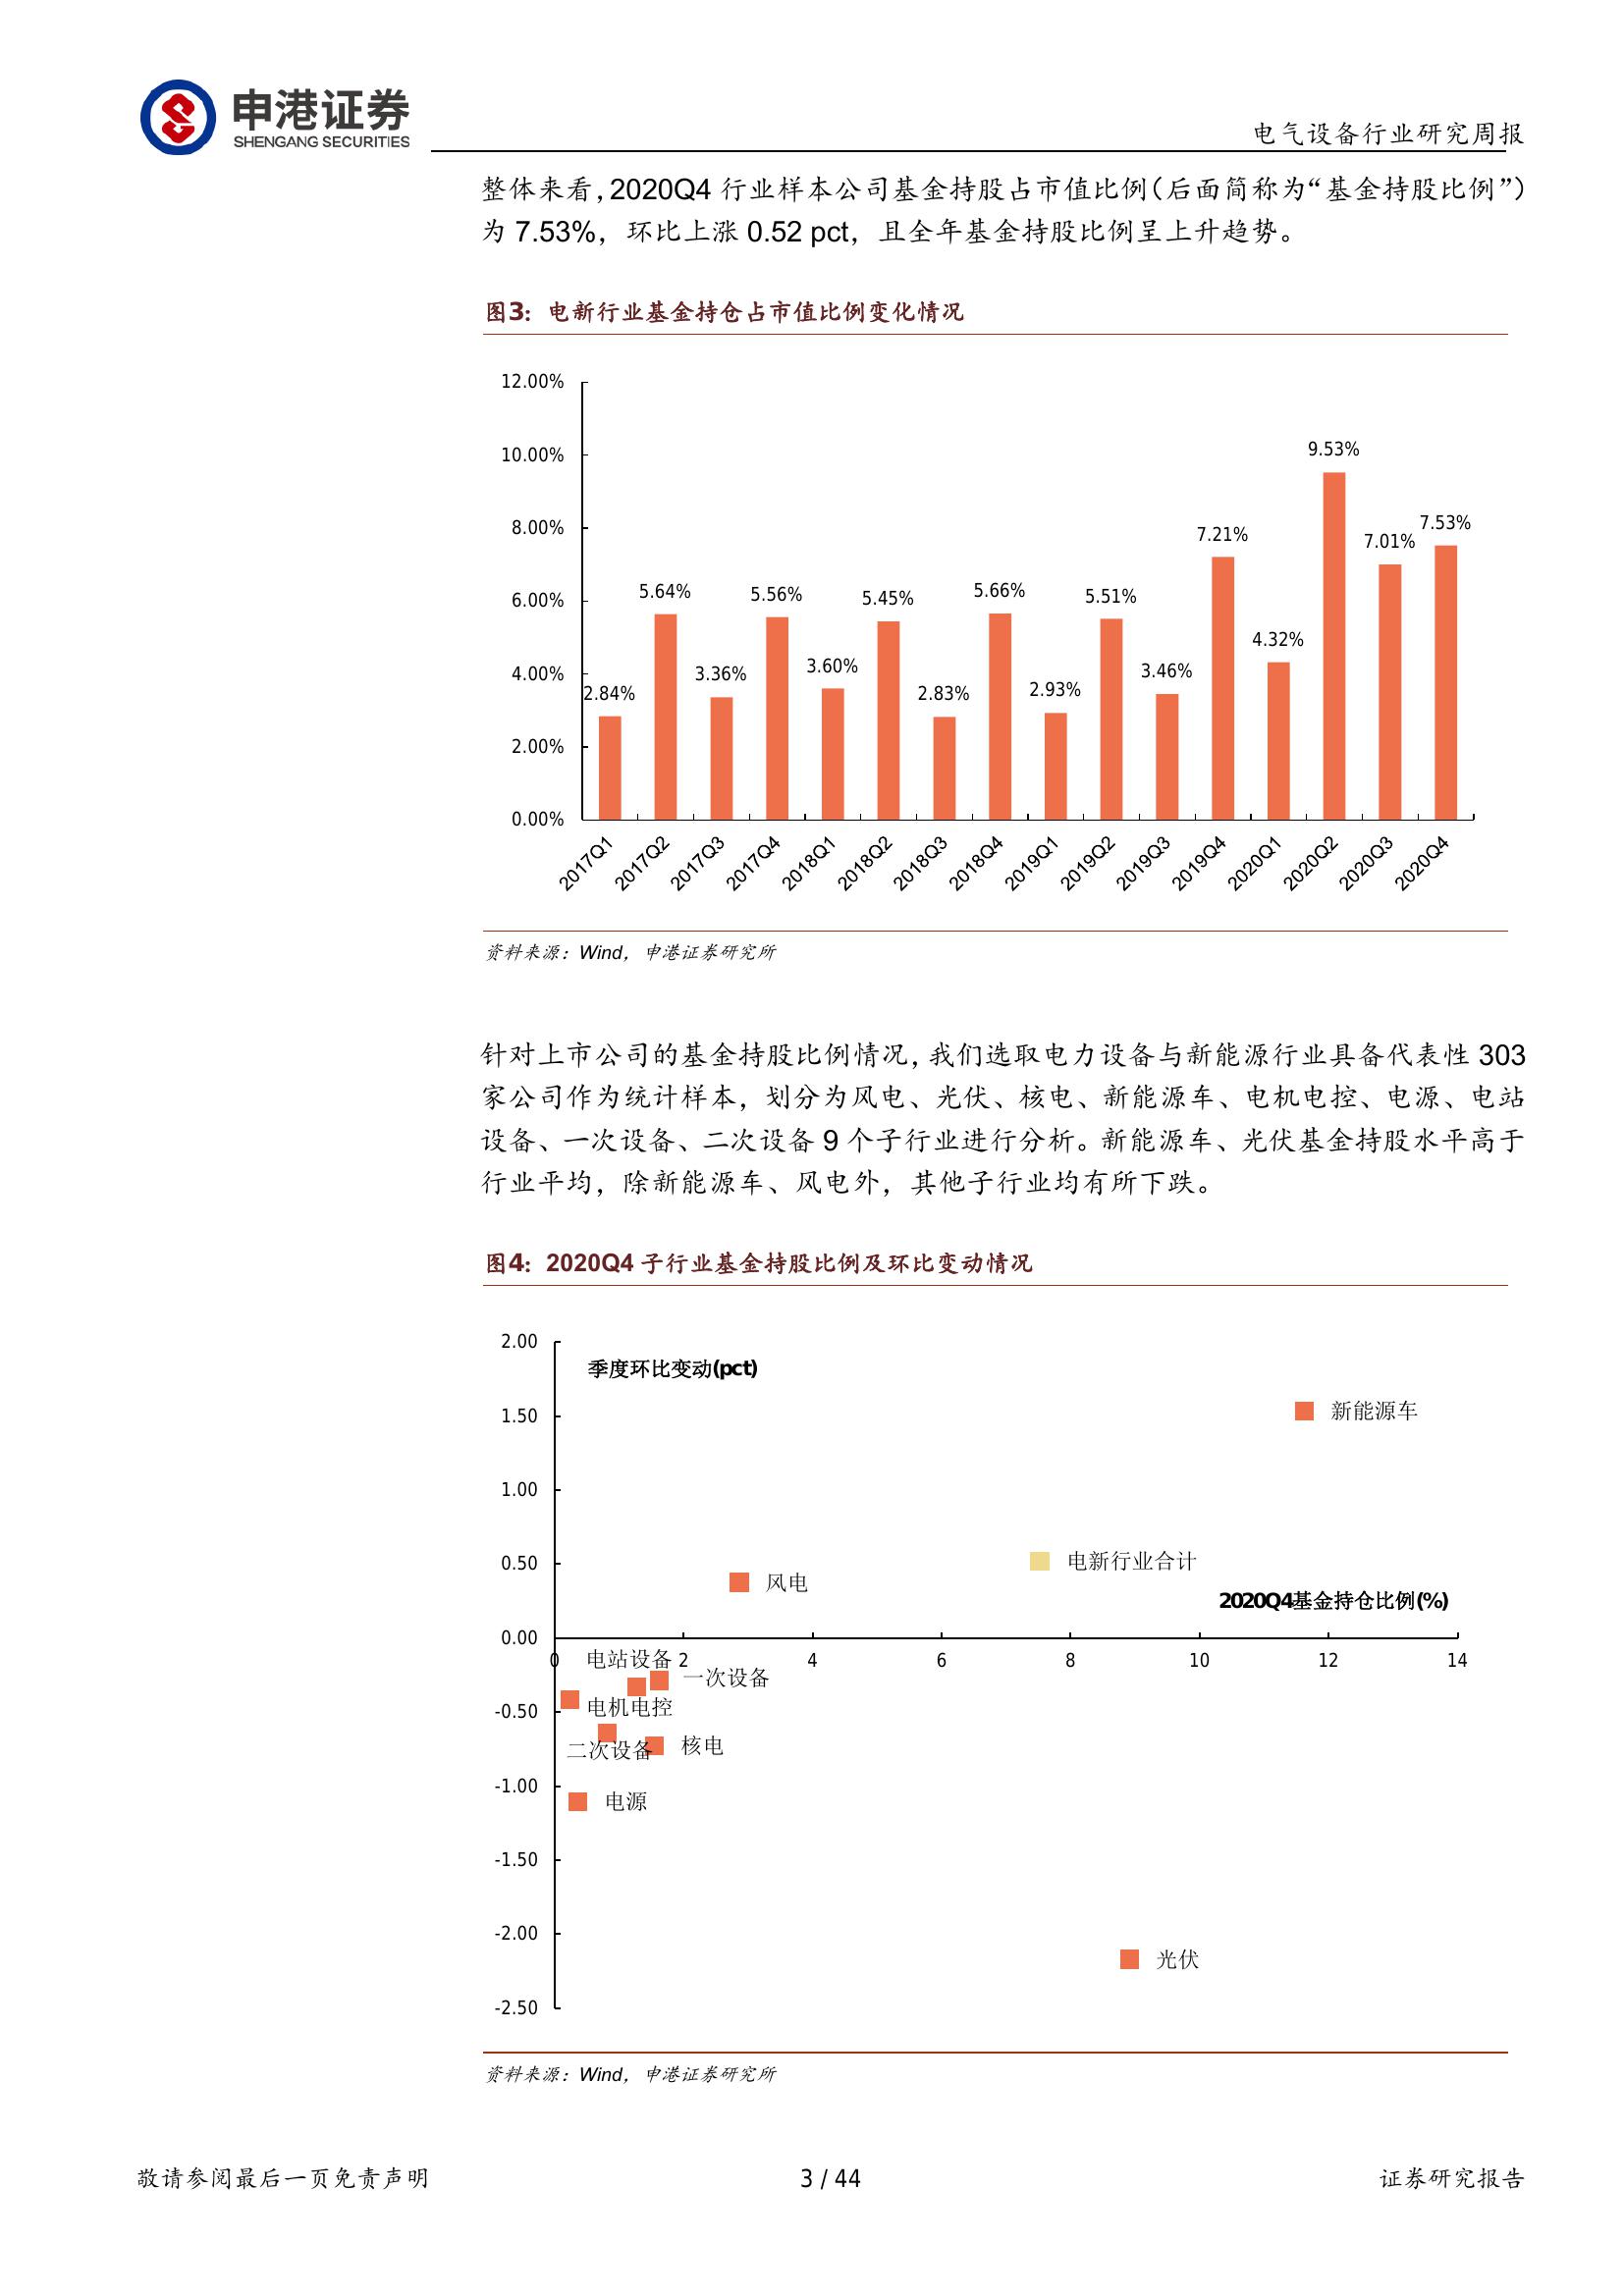 申港证券
SHENGANG SECURITIES
电气设备行业研究周报
整体来看，2020Q4 行业样本公司基金持股占市值比例（后面简称为“基金持股比例”）
为 7.53%，环比上涨 0.52 pct，且全年基金持股比例呈上升趋势。
图3：电新行业基金持仓占市值比例变化情况
12.00%
10.00%
8.00%
6.00%
4.00%
2.00%
0.00%
2.84%
5.64%
3.36%
5.56%
3.60%
5.45%
2.83%
5.66%
2.93%
5.51%
3.46%
7.21%
4.32%
9.53%
7.01%
7.53%
2017Q1
2017Q2
2017Q3
2017Q4
2018Q1
2018Q2
2018Q3
2018Q4
2019Q1
2019Q2
2019Q3
2019Q4
2020Q1
2020Q2
2020Q3
2020Q4
资料来源：Wind，申港证券研究所
针对上市公司的基金持股比例情况，我们选取电力设备与新能源行业具备代表性 303
家公司作为统计样本，划分为风电、光伏、核电、新能源车、电机电控、电源、电站
设备、一次设备、二次设备 9 个子行业进行分析。新能源车、光伏基金持股水平高于
行业平均，除新能源车、风电外，其他子行业均有所下跌。
图4：2020Q4 子行业基金持股比例及环比变动情况
2.00
1.50
1.00
0.50
0.00
-0.50
-1.00
-1.50
-2.00
-2.50
季度环比变动(pct)
新能源车
电新行业合计
风电
2020Q4基金持仓比例(%)
0
2
4
6
8
10
12
14
电站设备
一次设备
电机电控
二次设备
核电
电源
光伏
资料来源：Wind，申港证券研究所
敬请参阅最后一页免责声明
3 / 44
证券研究报告